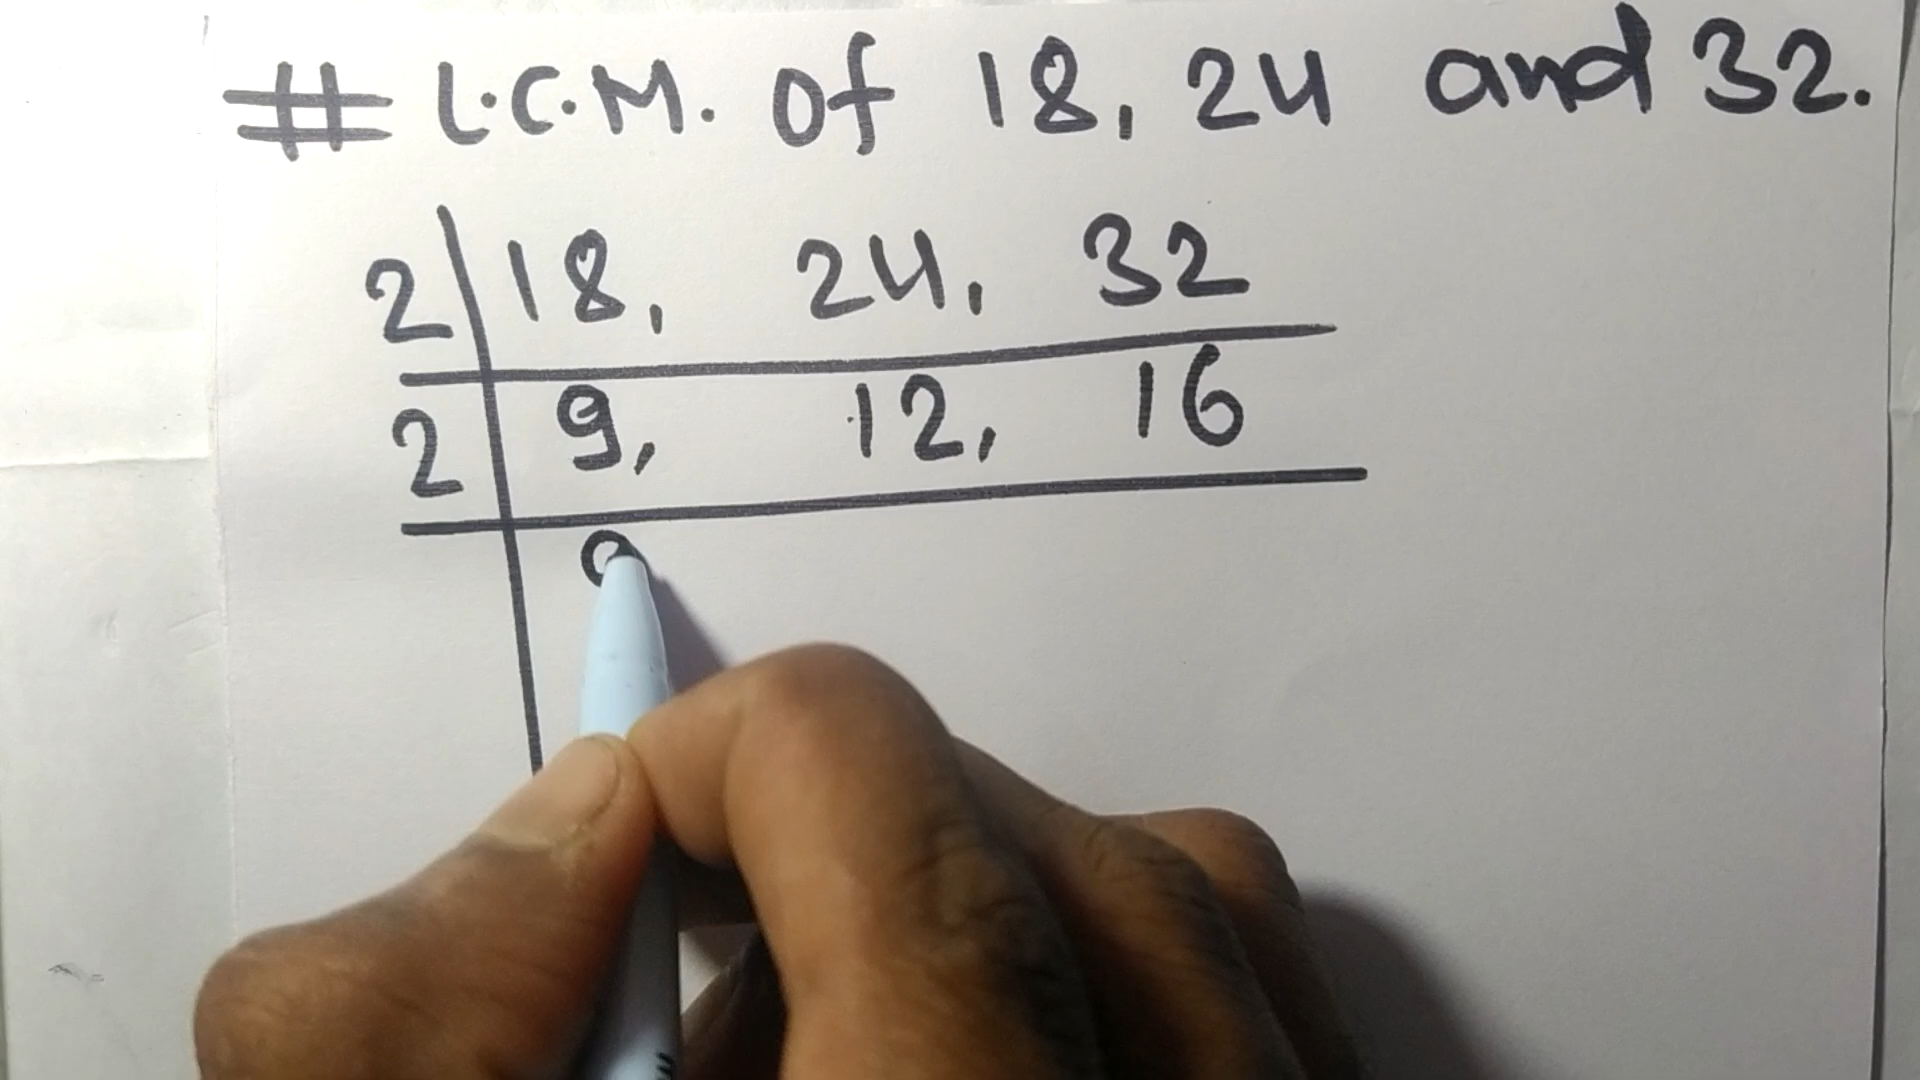 # L.C.M. of 18, 24 and 32.
2 18, 24, 32
2 9, 12, 16